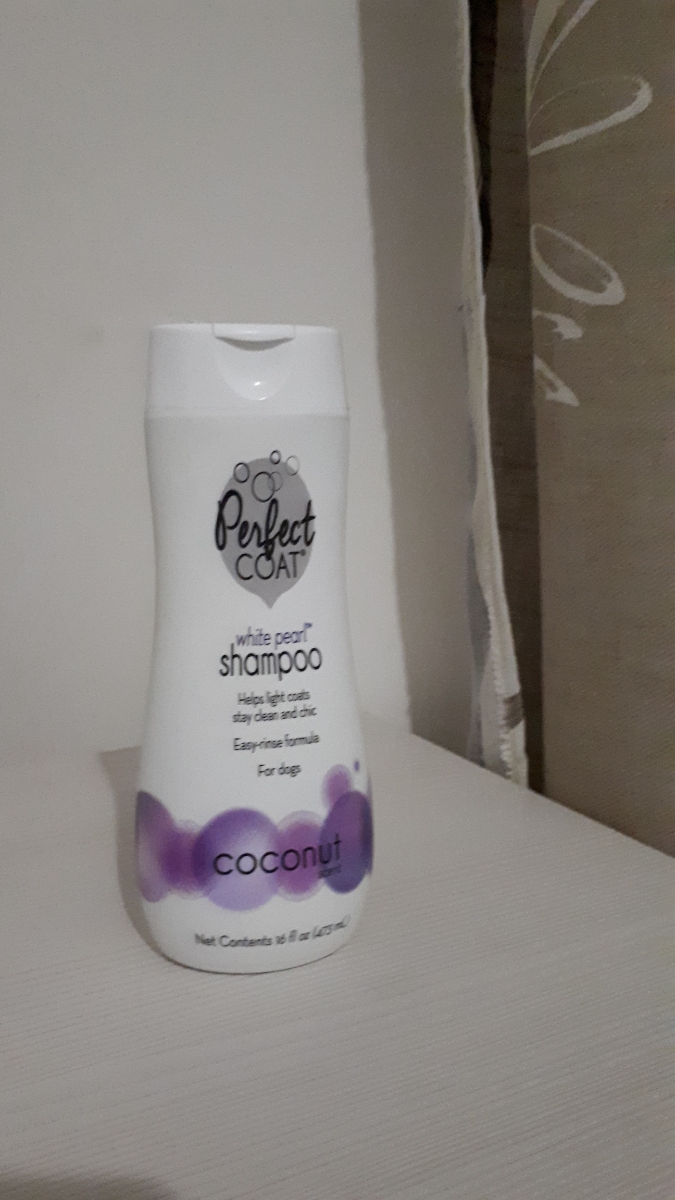 Perfect
COAT®
white pearl™
shampoo
Helps light coats
stay clean and chic
Easy-rinse formula
For dogs
coconut
scent
Net Contents 16 fl oz (473 mL)